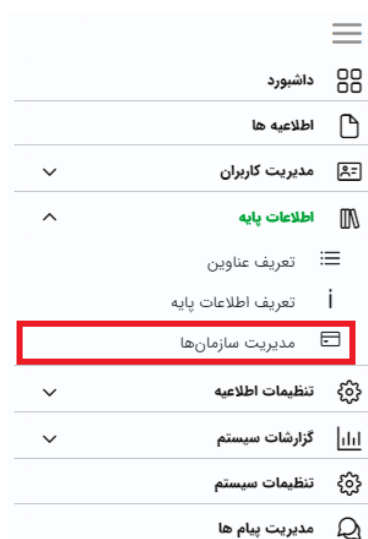 داشبورد
اطلاعیه ها
مدیریت کاربران
اطلاعات پایه
تعریف عناوین
تعریف اطلاعات پایه
مدیریت سازمان‌ها
تنظیمات اطلاعیه
گزارشات سیستم
تنظیمات سیستم
مدیریت پیام ها